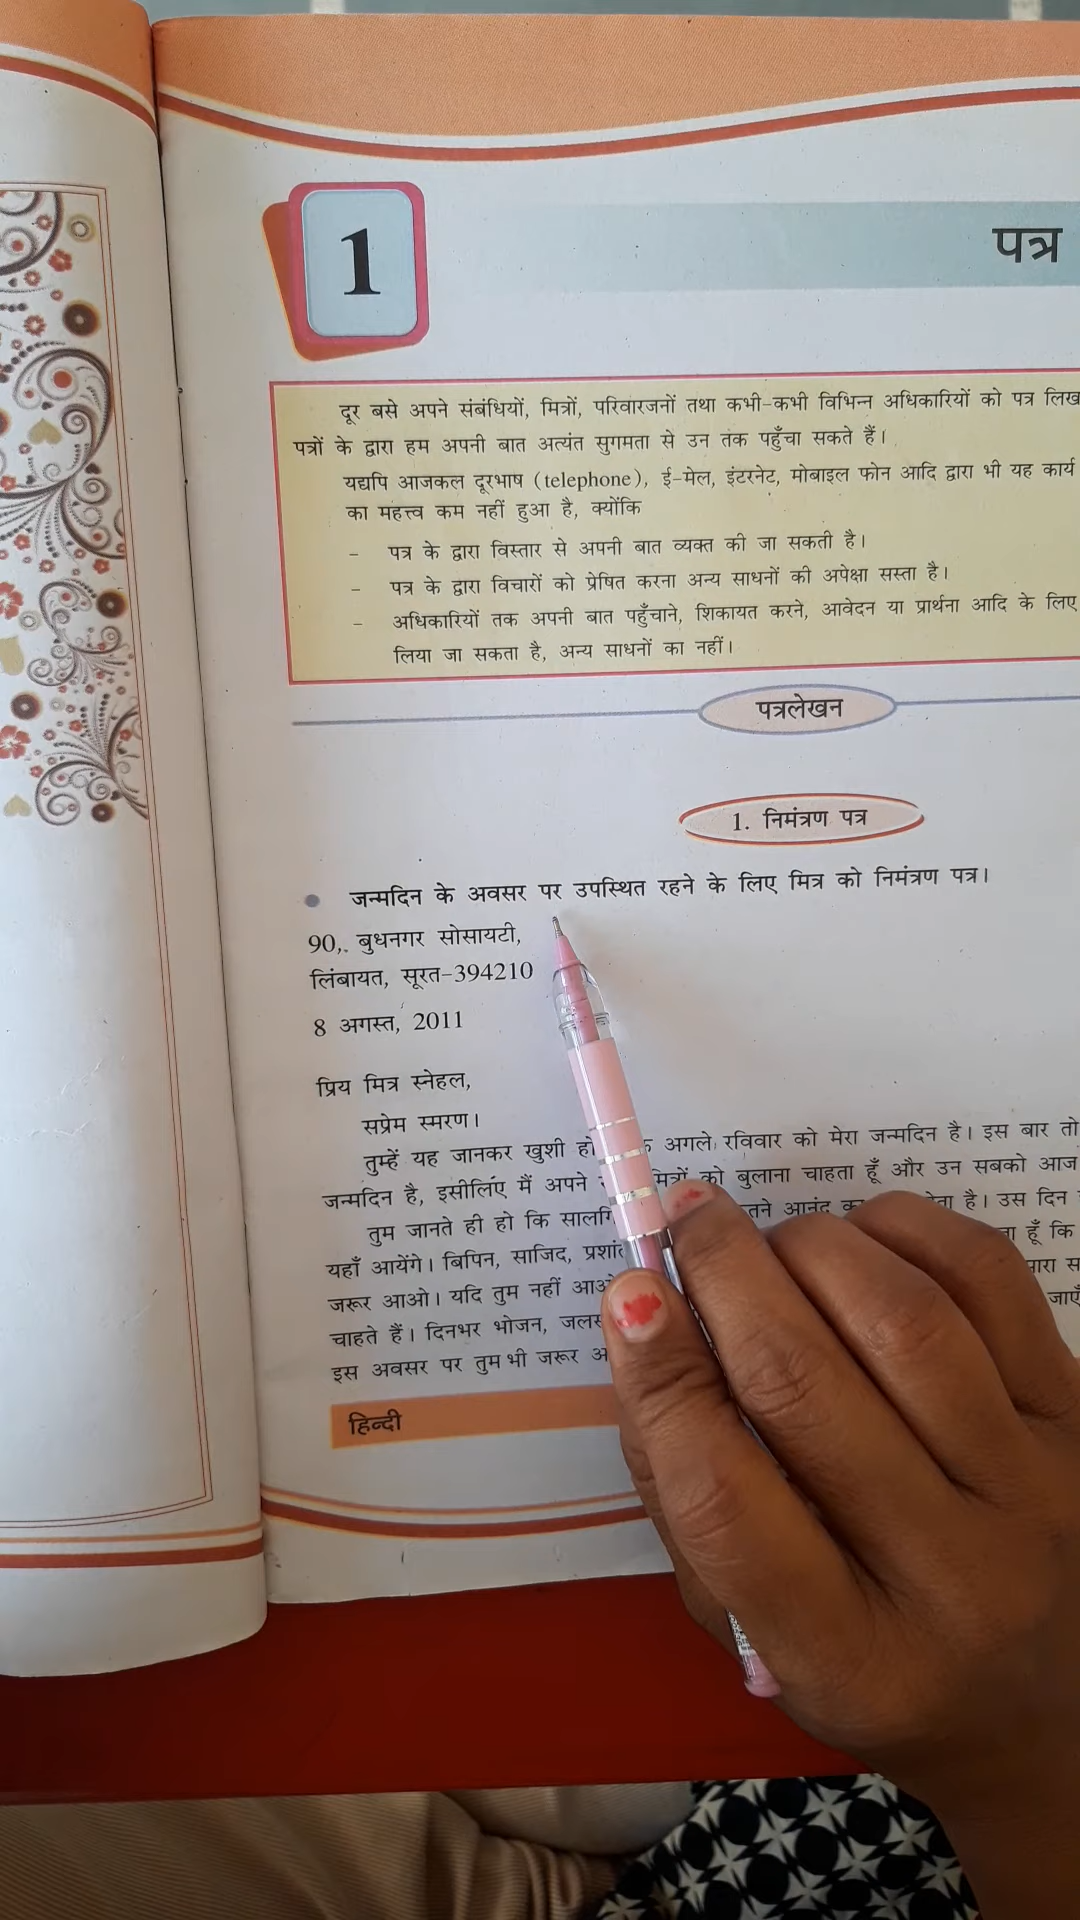 1
पत्र
दूर बसे अपने संबंधियों, मित्रों, परिवारजनों तथा कभी-कभी विभिन्न अधिकारियों को पत्र लिख
पत्रों के द्वारा हम अपनी बात अत्यंत सुगमता से उन तक पहुँचा सकते हैं।
यद्यपि आजकल दूरभाष (telephone), ई-मेल, इंटरनेट, मोबाइल फोन आदि द्वारा भी यह कार्य
का महत्त्व कम नहीं हुआ है, क्योंकि
- पत्र के द्वारा विस्तार से अपनी बात व्यक्त की जा सकती है।
- पत्र के द्वारा विचारों को प्रेषित करना अन्य साधनों की अपेक्षा सस्ता है।
- अधिकारियों तक अपनी बात पहुँचाने, शिकायत करने, आवेदन या प्रार्थना आदि के लिए
लिया जा सकता है, अन्य साधनों का नहीं।
पत्रलेखन
1. निमंत्रण पत्र
● जन्मदिन के अवसर पर उपस्थित रहने के लिए मित्र को निमंत्रण पत्र।
90, बुधनगर सोसायटी,
लिंबायत, सूरत-394210
8 अगस्त, 2011
प्रिय मित्र स्नेहल,
सप्रेम स्मरण।
तुम्हें यह जानकर खुशी अगले रविवार को मेरा जन्मदिन है। इस बार तो
जन्मदिन है, इसीलिए मैं अपने मित्रों को बुलाना चाहता हूँ और उन सबको आज
तुम जानते ही हो कि आनंद है। उस दिन
यहाँ आयेंगे। बिपिन, साजिद, हूँ कि
जरूर आओ। यदि तुम नहीं
चाहते हैं। दिनभर भोजन, जाएँ
इस अवसर पर तुम भी जरूर
हिन्दी